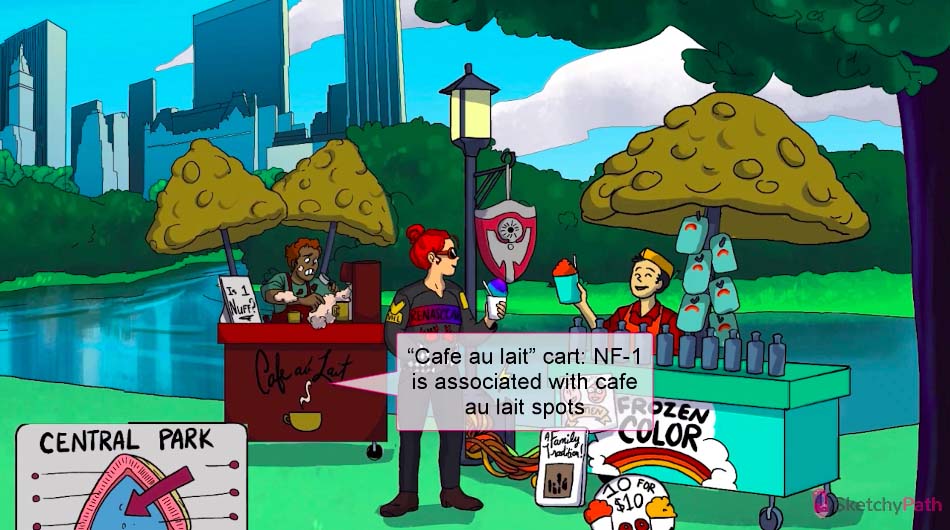 Is 1
Nuff?
Cafe au Lait
"Cafe au lait" cart: NF-1
is associated with cafe
au lait spots
FROZEN
COLOR
A Family
Tradition!
10 FOR
$10
CENTRAL PARK
SketchyPath